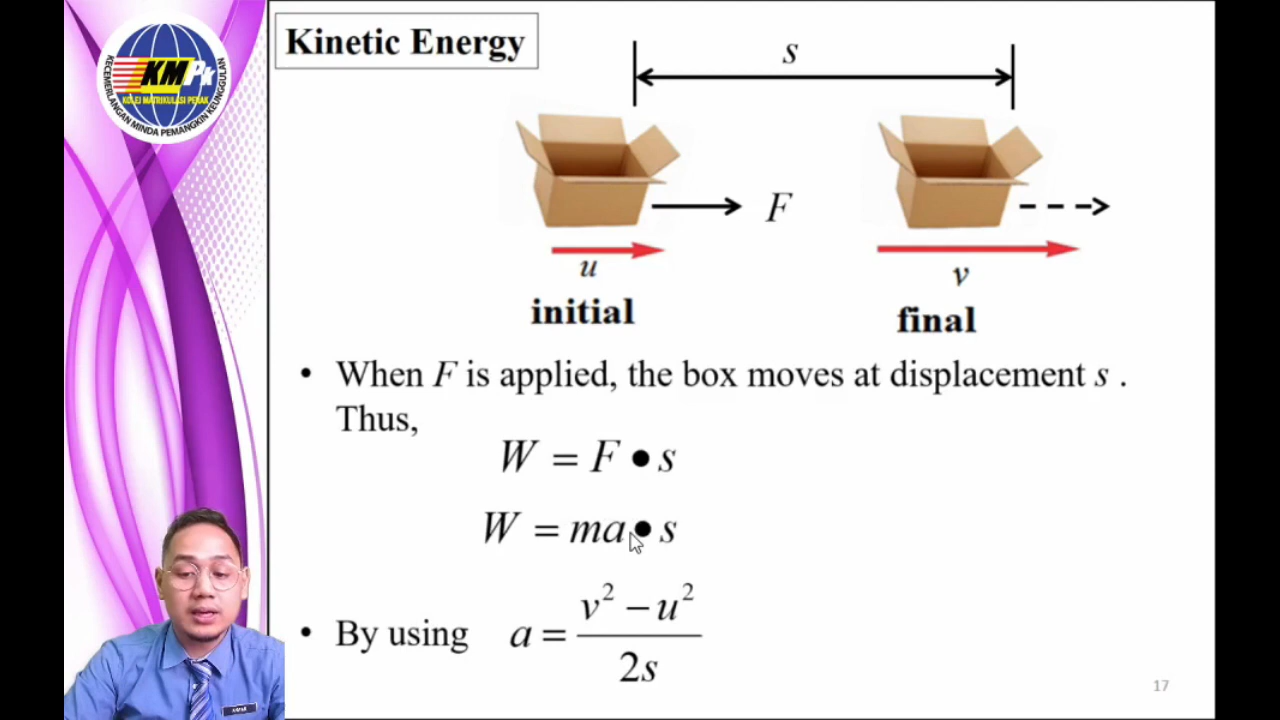 KMPk
KOLEJ MATRIKULASI PERAK
KECEMERLANGAN MINDA PEMANGKIN KEUNGGULAN
Kinetic Energy
s
F
u
v
initial
final
• When F is applied, the box moves at displacement s .
Thus,
W = F • s
W = ma • s
• By using a = (v² − u²) / 2s
17